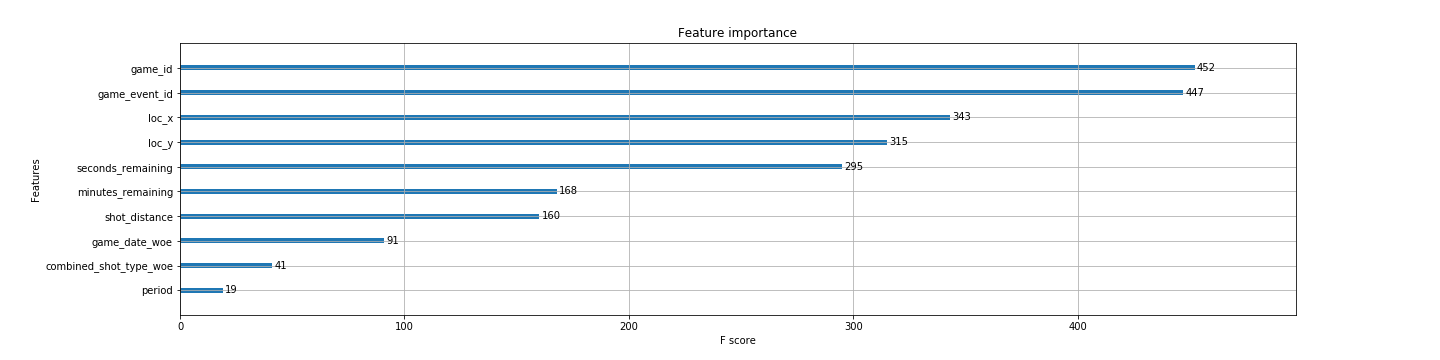 Feature importance
Features
game_id 452
game_event_id 447
loc_x 343
loc_y 315
seconds_remaining 295
minutes_remaining 168
shot_distance 160
game_date_woe 91
combined_shot_type_woe 41
period 19
0 100 200 300 400
F score